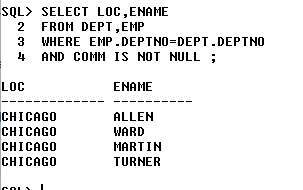 SQL> SELECT LOC,ENAME
2 FROM DEPT,EMP
3 WHERE EMP.DEPTNO=DEPT.DEPTNO
4 AND COMM IS NOT NULL ;
LOC ENAME
------------- ----------
CHICAGO ALLEN
CHICAGO WARD
CHICAGO MARTIN
CHICAGO TURNER
SQL>